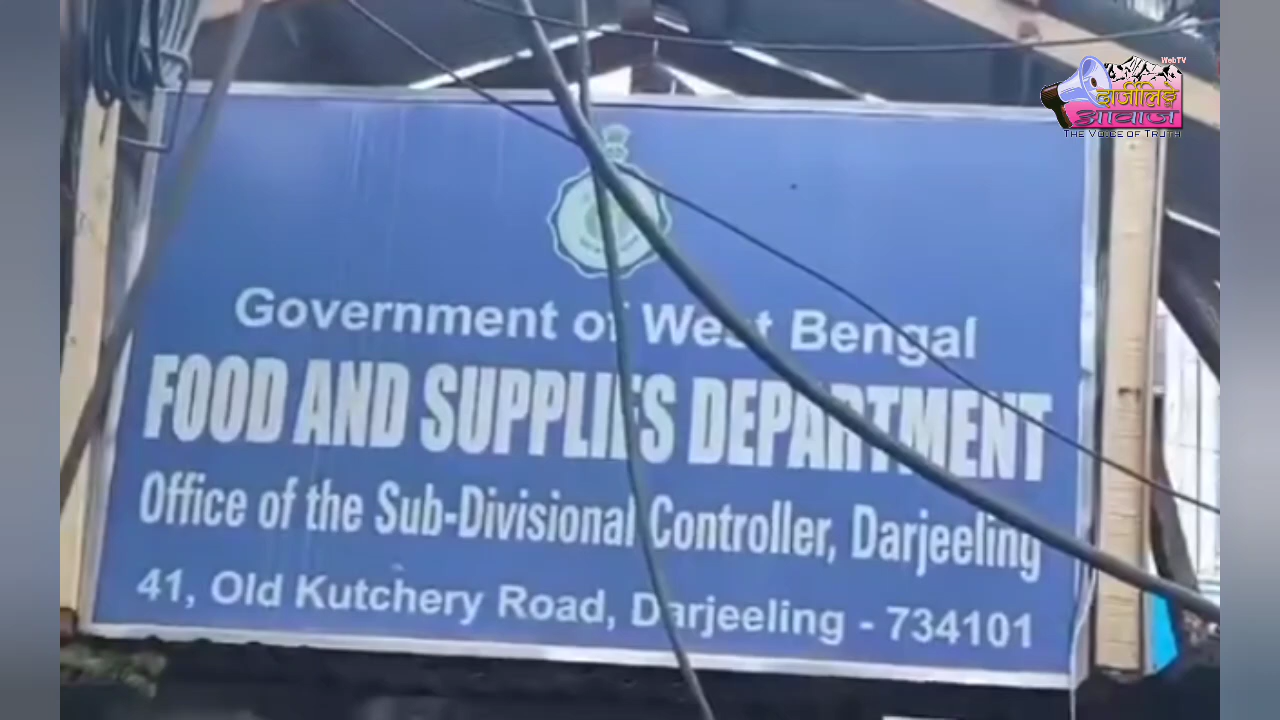 WebTV
दार्जीलिङे
आवाज
THE VOICE OF TRUTH
Government of West Bengal
FOOD AND SUPPLIES DEPARTMENT
Office of the Sub-Divisional Controller, Darjeeling
41, Old Kutchery Road, Darjeeling - 734101